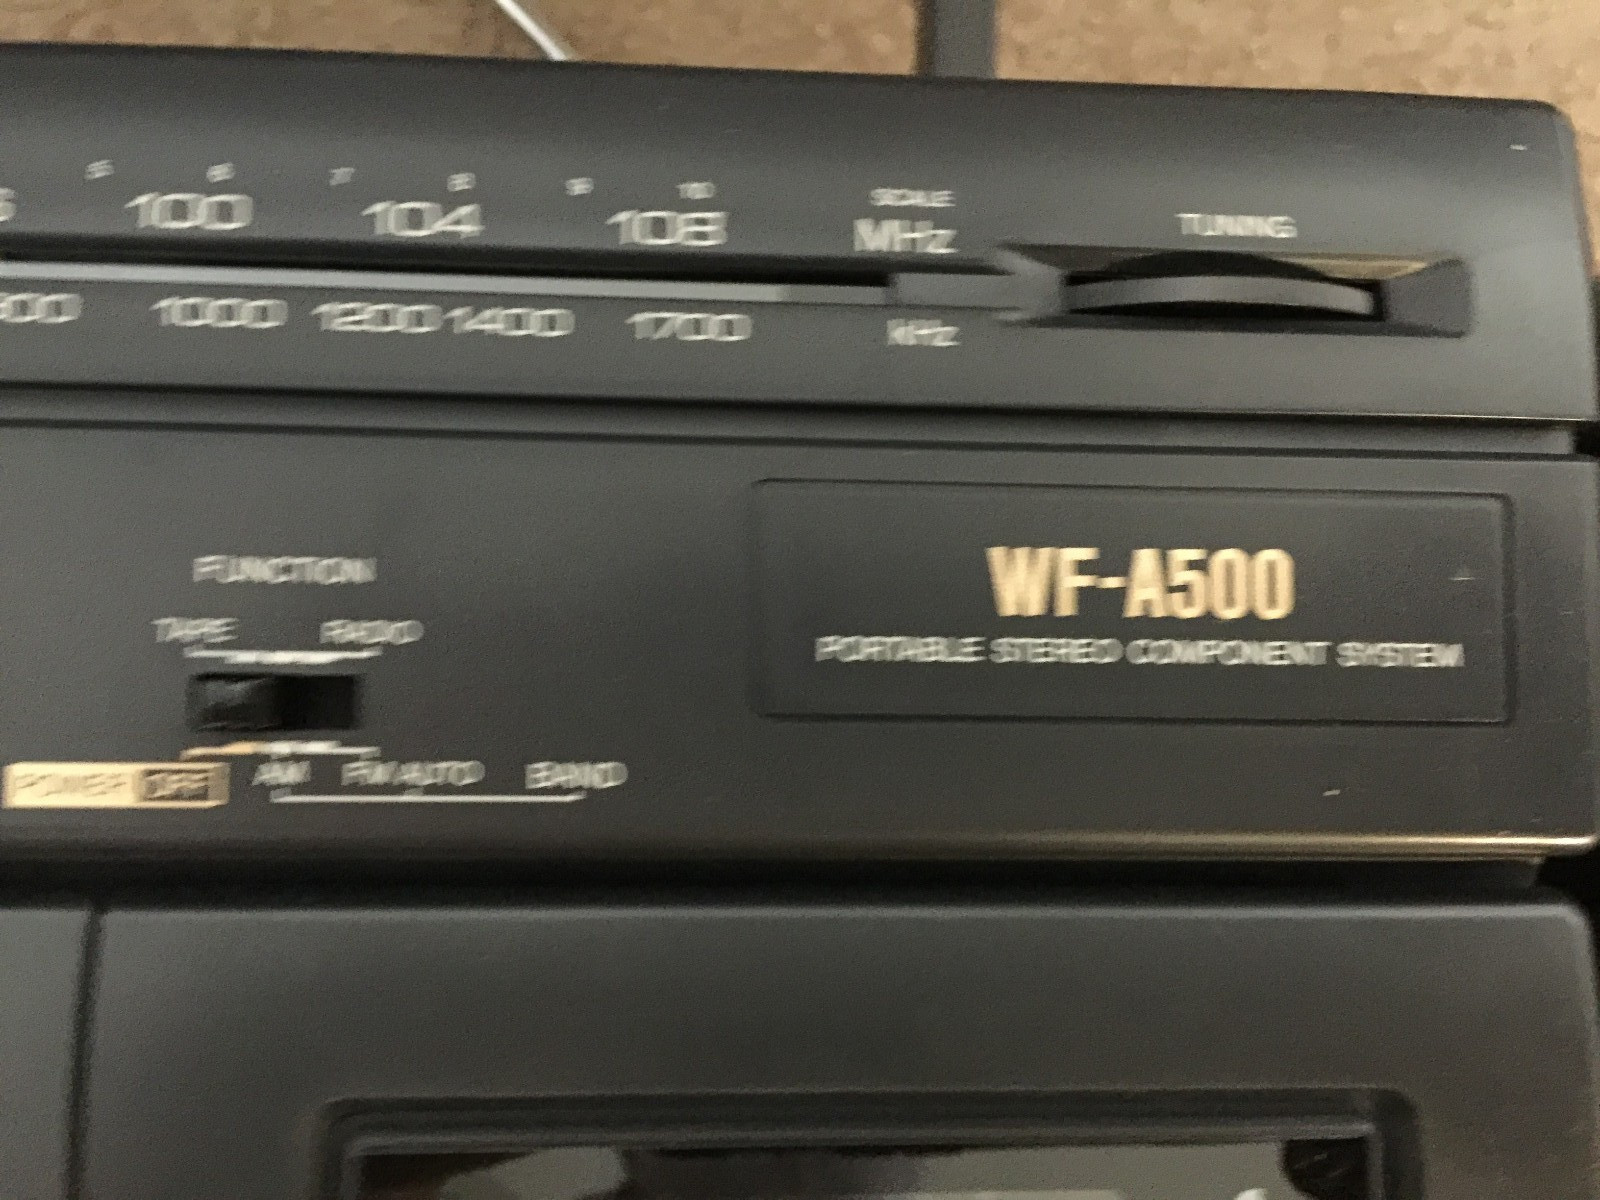 100 104 108
SCALE
MHz
TUNING
1000 1200 1400 1700 kHz
FUNCTION
TAPE RADIO
WF-A500
PORTABLE STEREO COMPONENT SYSTEM
POWER OFF AM FM AUTO BAND